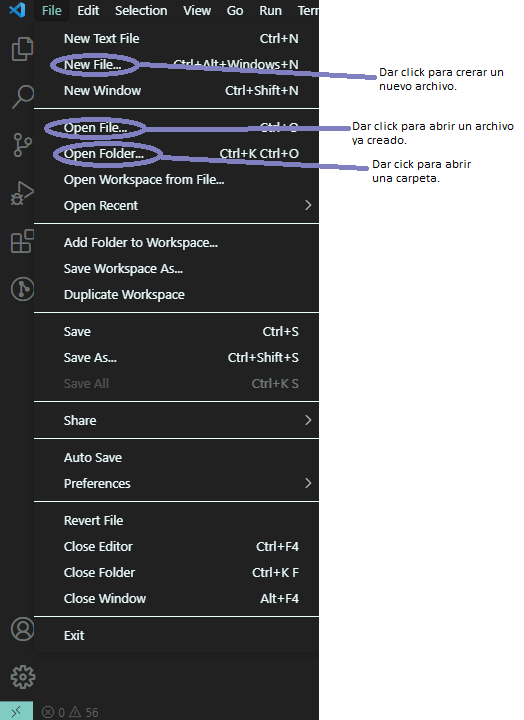 File Edit Selection View Go Run Terr
New Text File Ctrl+N
New File... Ctrl+Alt+Windows+N
Dar click para crerar un
nuevo archivo.
New Window Ctrl+Shift+N
Open File... Ctrl+O
Dar click para abrir un archivo
ya creado.
Open Folder... Ctrl+K Ctrl+O
Dar cick para abrir
una carpeta.
Open Workspace from File...
Open Recent
Add Folder to Workspace...
Save Workspace As...
Duplicate Workspace
Save Ctrl+S
Save As... Ctrl+Shift+S
Save All Ctrl+K S
Share
Auto Save
Preferences
Revert File
Close Editor Ctrl+F4
Close Folder Ctrl+K F
Close Window Alt+F4
Exit
0 56